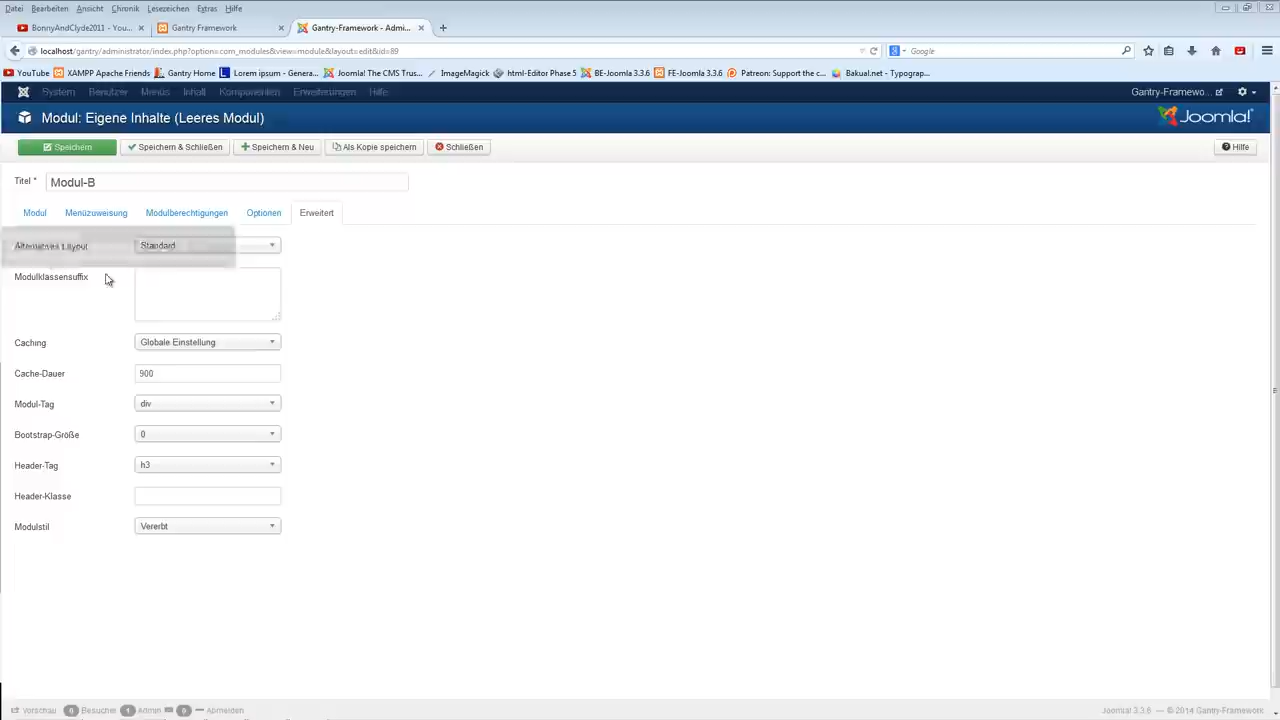 Datei Bearbeiten Ansicht Chronik Lesezeichen Extras Hilfe
BonnyAndClyde2011 - You... × Gantry Framework × Gantry-Framework - Admi... × +
localhost/gantry/administrator/index.php?option=com_modules&view=module&layout=edit&id=89 Google
YouTube XAMPP Apache Friends Gantry Home Lorem ipsum - Genera... Joomla! The CMS Trus... ImageMagick html-Editor Phase 5 BE-Joomla 3.3.6 FE-Joomla 3.3.6 Patreon: Support the c... Bakual.net - Typograp...
System Benutzer Menüs Inhalt Komponenten Erweiterungen Hilfe Gantry-Framewo...
Modul: Eigene Inhalte (Leeres Modul) Joomla!
Speichern Speichern & Schließen Speichern & Neu Als Kopie speichern Schließen Hilfe
Titel * Modul-B
Modul Menüzuweisung Modulberechtigungen Optionen Erweitert
Alternatives Layout Standard
Modulklassensuffix
Caching Globale Einstellung
Cache-Dauer 900
Modul-Tag div
Bootstrap-Größe 0
Header-Tag h3
Header-Klasse
Modulstil Vererbt
Vorschau 0 Besucher 1 Admin 0 Abmelden Joomla! 3.3.6 — © 2014 Gantry-Framework